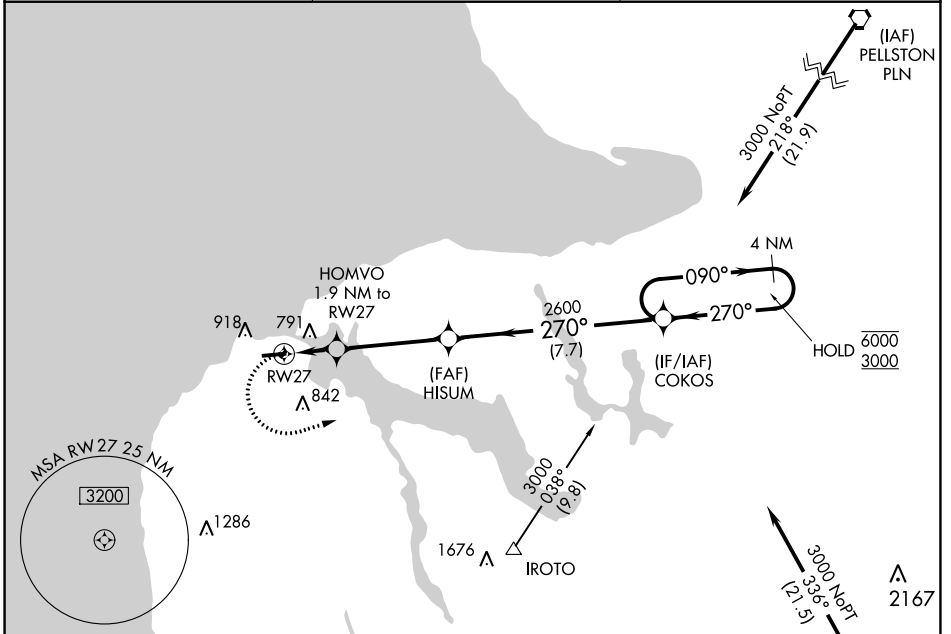 (IAF)
PELLSTON
PLN
3000 NoPT
218°
(21.9)
4 NM
090°
270°
HOLD
6000
3000
(IF/IAF)
COKOS
2600
270°
(7.7)
HOMVO
1.9 NM to
RW27
(FAF)
HISUM
918
791
RW27
842
MSA RW27 25 NM
3200
1286
3000
038°
(9.8)
1676
IROTO
3000 NoPT
336°
(21.5)
2167